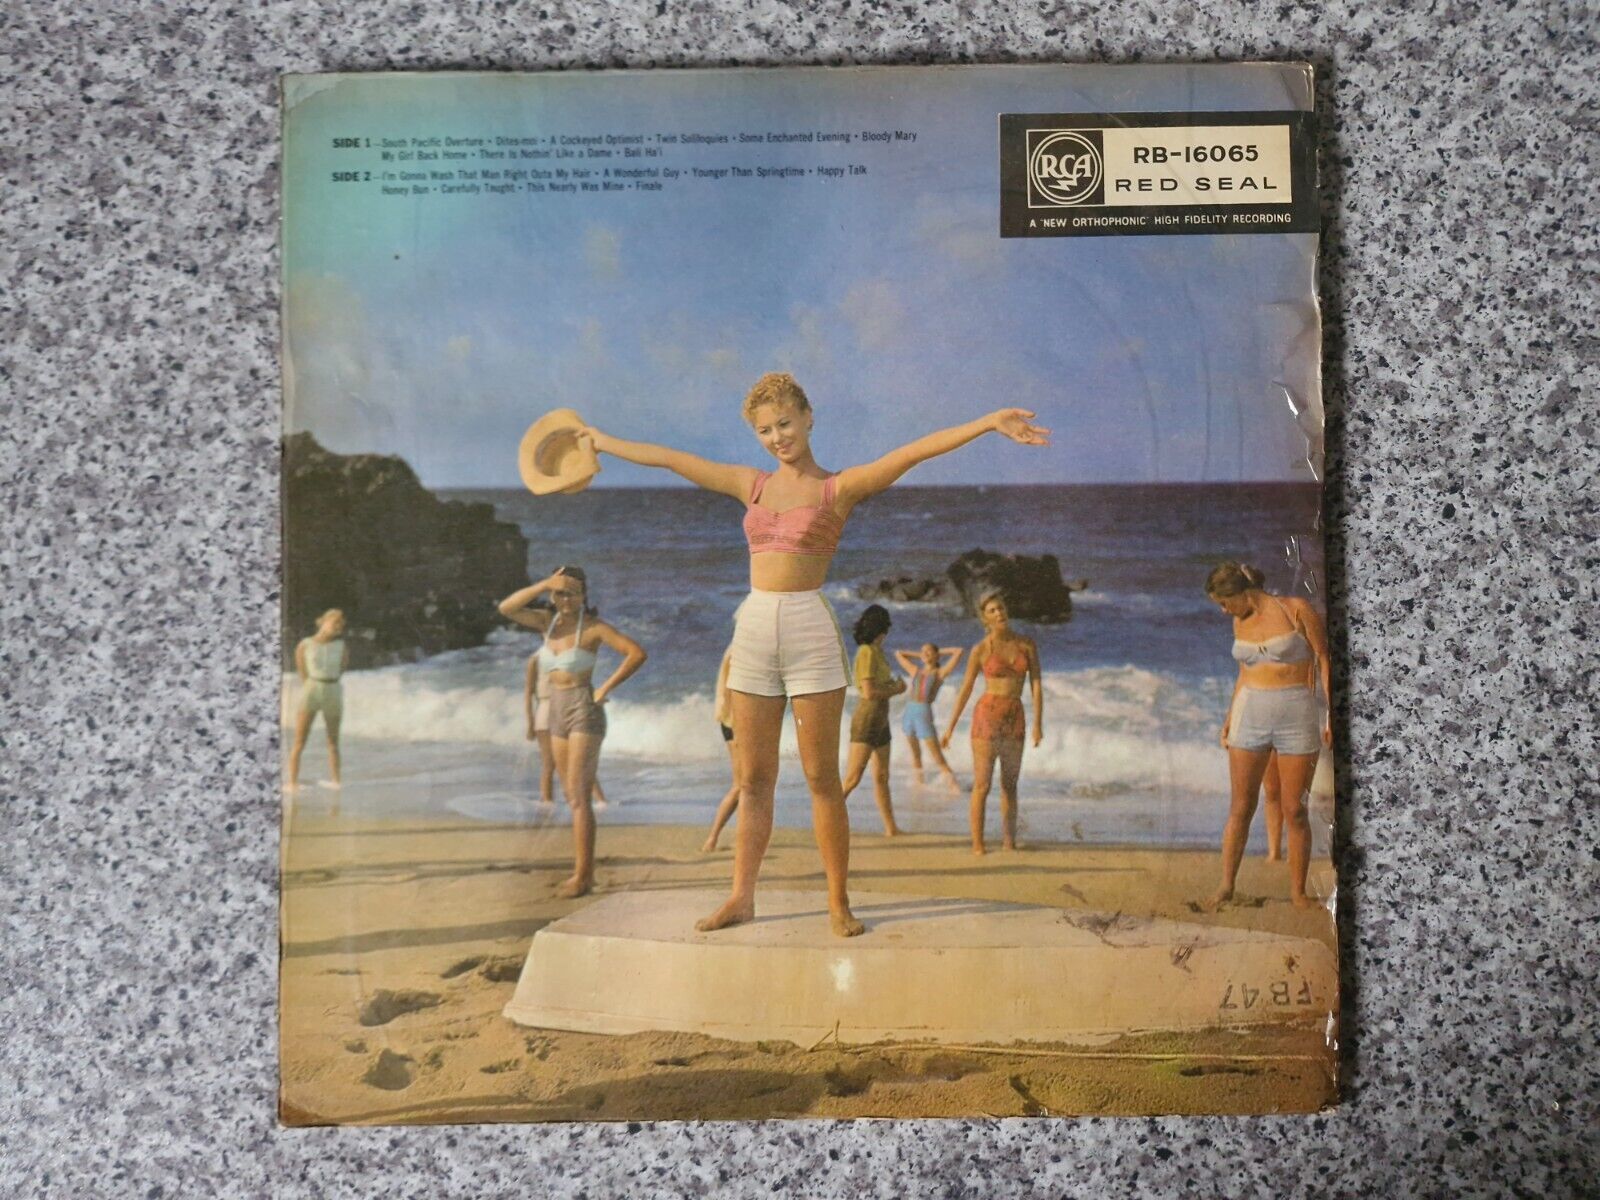 SIDE 1—South Pacific Overture • Dites-moi • A Cockeyed Optimist • Twin Soliloquies • Some Enchanted Evening • Bloody Mary
My Girl Back Home • There Is Nothin' Like a Dame • Bali Ha'i
SIDE 2—I'm Gonna Wash That Man Right Outa My Hair • A Wonderful Guy • Younger Than Springtime • Happy Talk
Honey Bun • Carefully Taught • This Nearly Was Mine • Finale
RCA
RB-16065
RED SEAL
A "NEW ORTHOPHONIC" HIGH FIDELITY RECORDING
FB 47